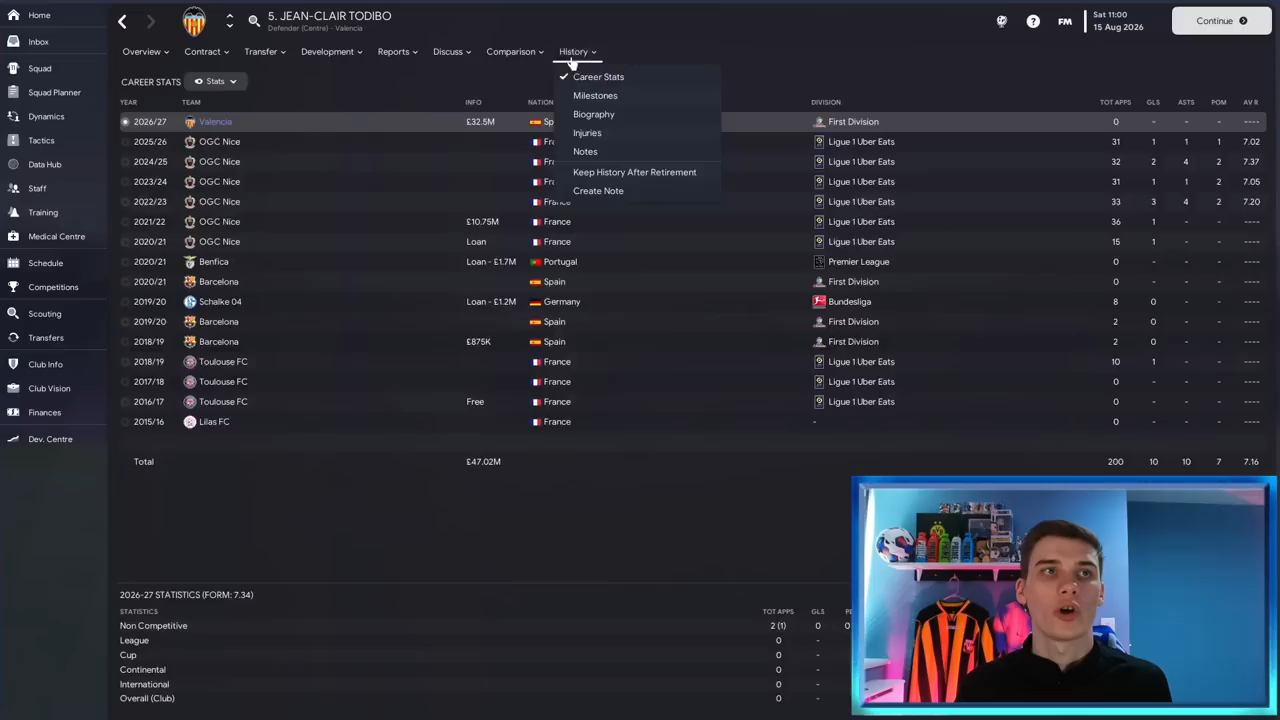 Home
Inbox
Squad
Squad Planner
Dynamics
Tactics
Data Hub
Staff
Training
Medical Centre
Schedule
Competitions
Scouting
Transfers
Club Info
Club Vision
Finances
Dev. Centre
5. JEAN-CLAIR TODIBO
Defender (Centre) - Valencia
FM
Sat 11:00
15 Aug 2026
Continue
Overview Contract Transfer Development Reports Discuss Comparison History
Career Stats
Milestones
Biography
Injuries
Notes
Keep History After Retirement
Create Note
CAREER STATS Stats
YEAR TEAM INFO NATION DIVISION TOT APPS GLS ASTS POM AV R
2026/27 Valencia £32.5M Sp First Division 0 - - - ----
2025/26 OGC Nice Fra Ligue 1 Uber Eats 31 1 1 1 7.02
2024/25 OGC Nice Fra Ligue 1 Uber Eats 32 2 4 2 7.37
2023/24 OGC Nice Fra Ligue 1 Uber Eats 31 1 1 2 7.05
2022/23 OGC Nice France Ligue 1 Uber Eats 33 3 4 2 7.20
2021/22 OGC Nice £10.75M France Ligue 1 Uber Eats 36 1 - - ----
2020/21 OGC Nice Loan France Ligue 1 Uber Eats 15 1 - - ----
2020/21 Benfica Loan - £1.7M Portugal Premier League 0 - - - ----
2020/21 Barcelona Spain First Division 0 - - - ----
2019/20 Schalke 04 Loan - £1.2M Germany Bundesliga 8 0 - - ----
2019/20 Barcelona Spain First Division 2 0 - - ----
2018/19 Barcelona £875K Spain First Division 2 0 - - ----
2018/19 Toulouse FC France Ligue 1 Uber Eats 10 1 - - ----
2017/18 Toulouse FC France Ligue 1 Uber Eats 0 - - - ----
2016/17 Toulouse FC Free France Ligue 1 Uber Eats 0 - - - ----
2015/16 Lilas FC France - 0 - - - ----
Total £47.02M 200 10 10 7 7.16
2026-27 STATISTICS (FORM: 7.34)
STATISTICS TOT APPS GLS
Non Competitive 2 (1) 0 0
League 0 -
Cup 0 -
Continental 0 -
International 0 -
Overall (Club) 0 -